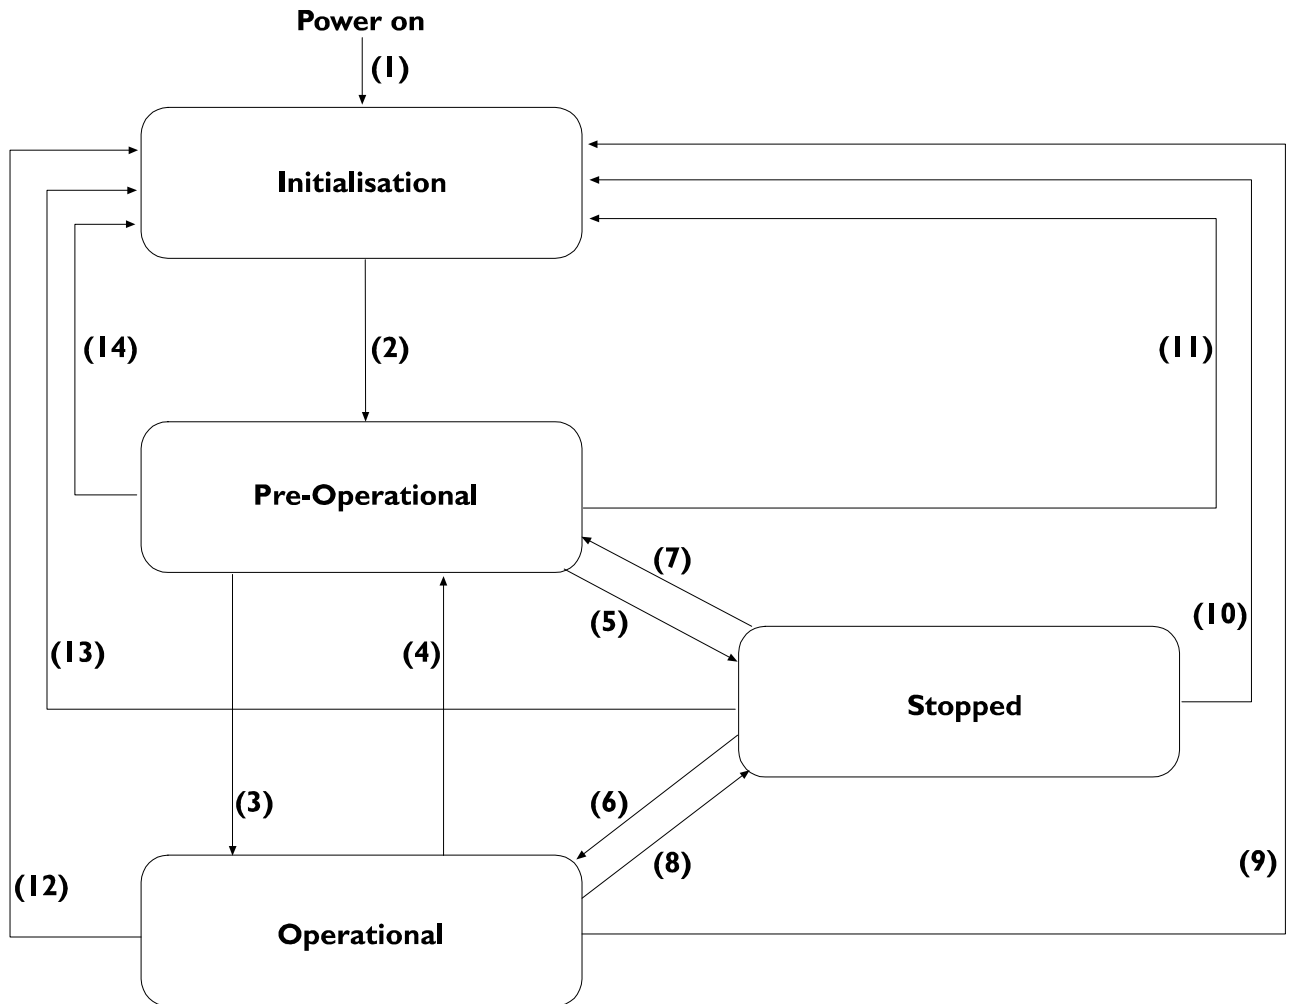 Power on
(1)
Initialisation
(14)
(2)
(11)
Pre-Operational
(7)
(5)
(10)
(13)
(4)
Stopped
(3)
(6)
(8)
(9)
(12)
Operational